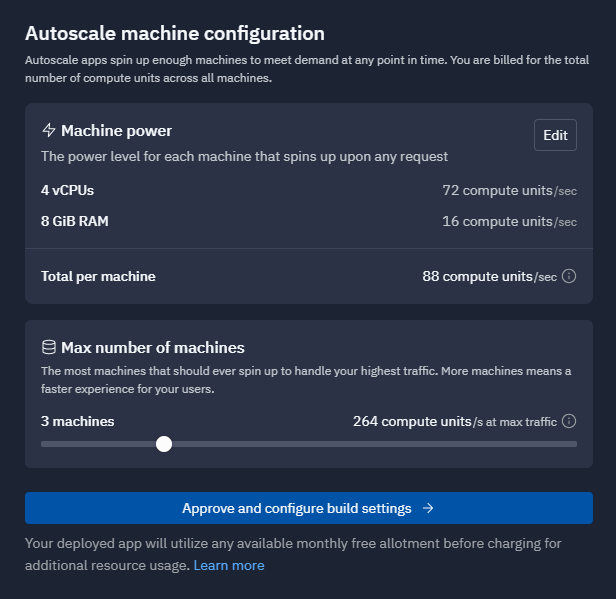 Autoscale machine configuration
Autoscale apps spin up enough machines to meet demand at any point in time. You are billed for the total
number of compute units across all machines.
Machine power
Edit
The power level for each machine that spins up upon any request
4 vCPUs 72 compute units/sec
8 GiB RAM 16 compute units/sec
Total per machine 88 compute units/sec
Max number of machines
The most machines that should ever spin up to handle your highest traffic. More machines means a
faster experience for your users.
3 machines 264 compute units/s at max traffic
Approve and configure build settings →
Your deployed app will utilize any available monthly free allotment before charging for
additional resource usage. Learn more